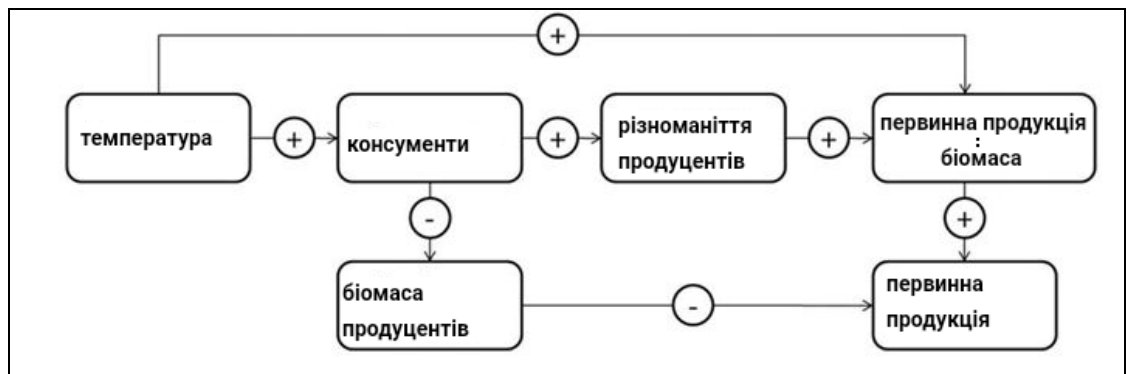 +
температура
+
консументи
+
різноманіття
продуцентів
+
первинна продукція
:
біомаса
-
+
біомаса
продуцентів
-
первинна
продукція